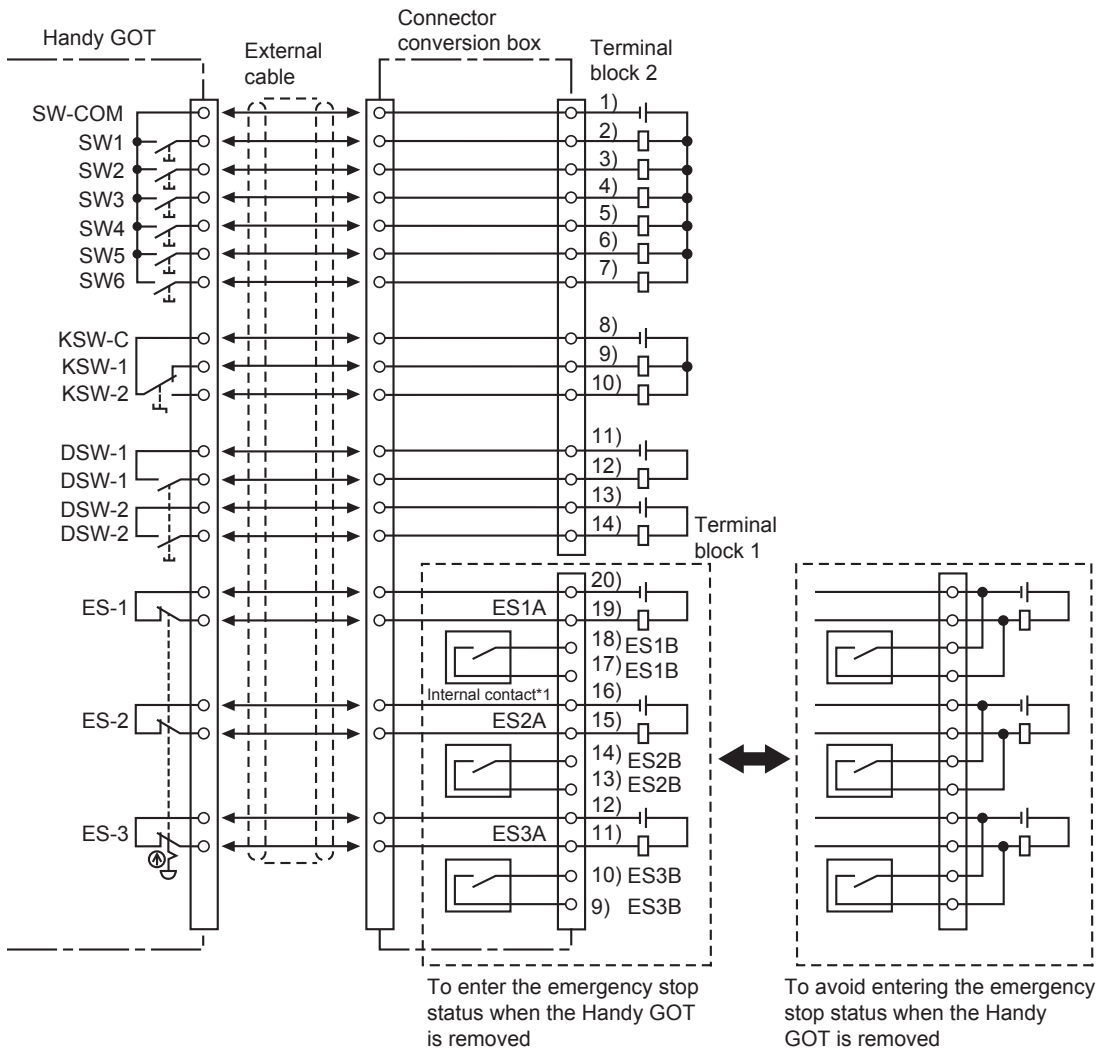 Handy GOT
External
cable
Connector
conversion box
Terminal
block 2
SW-COM
1)
SW1
2)
SW2
3)
SW3
4)
SW4
5)
SW5
6)
SW6
7)
KSW-C
8)
KSW-1
9)
KSW-2
10)
DSW-1
11)
DSW-1
12)
DSW-2
13)
DSW-2
14)
Terminal
block 1
ES-1
ES1A
20)
19)
18) ES1B
17) ES1B
Internal contact*1
ES-2
ES2A
16)
15)
14) ES2B
13) ES2B
ES-3
ES3A
12)
11)
10) ES3B
9) ES3B
To enter the emergency stop
status when the Handy GOT
is removed
To avoid entering the emergency
stop status when the Handy
GOT is removed